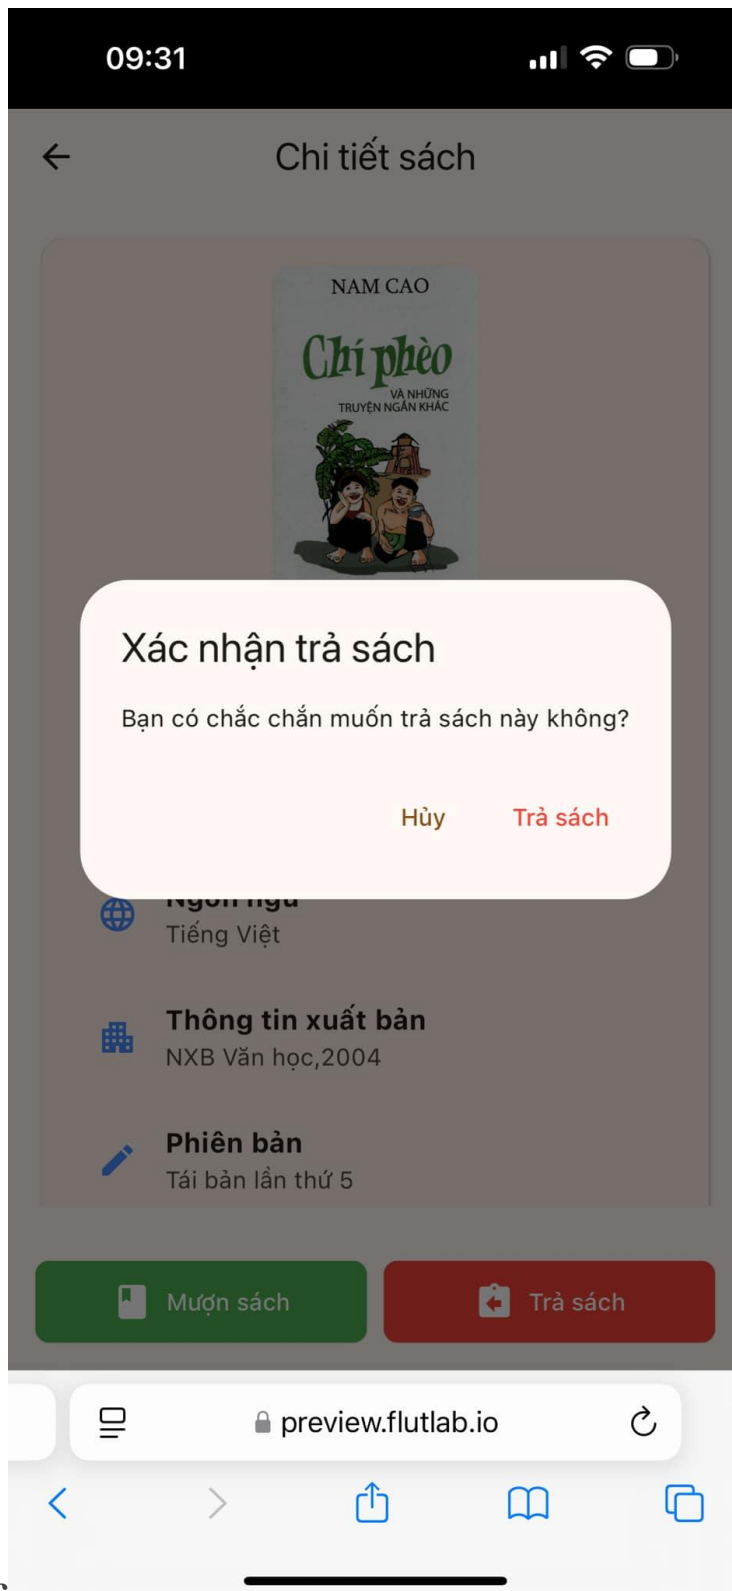 09:31
Chi tiết sách
NAM CAO
Chí phèo
VÀ NHỮNG
TRUYỆN NGẮN KHÁC
Xác nhận trả sách
Bạn có chắc chắn muốn trả sách này không?
Hủy Trả sách
Ngôn ngữ
Tiếng Việt
Thông tin xuất bản
NXB Văn học,2004
Phiên bản
Tái bản lần thứ 5
Mượn sách Trả sách
preview.flutlab.io